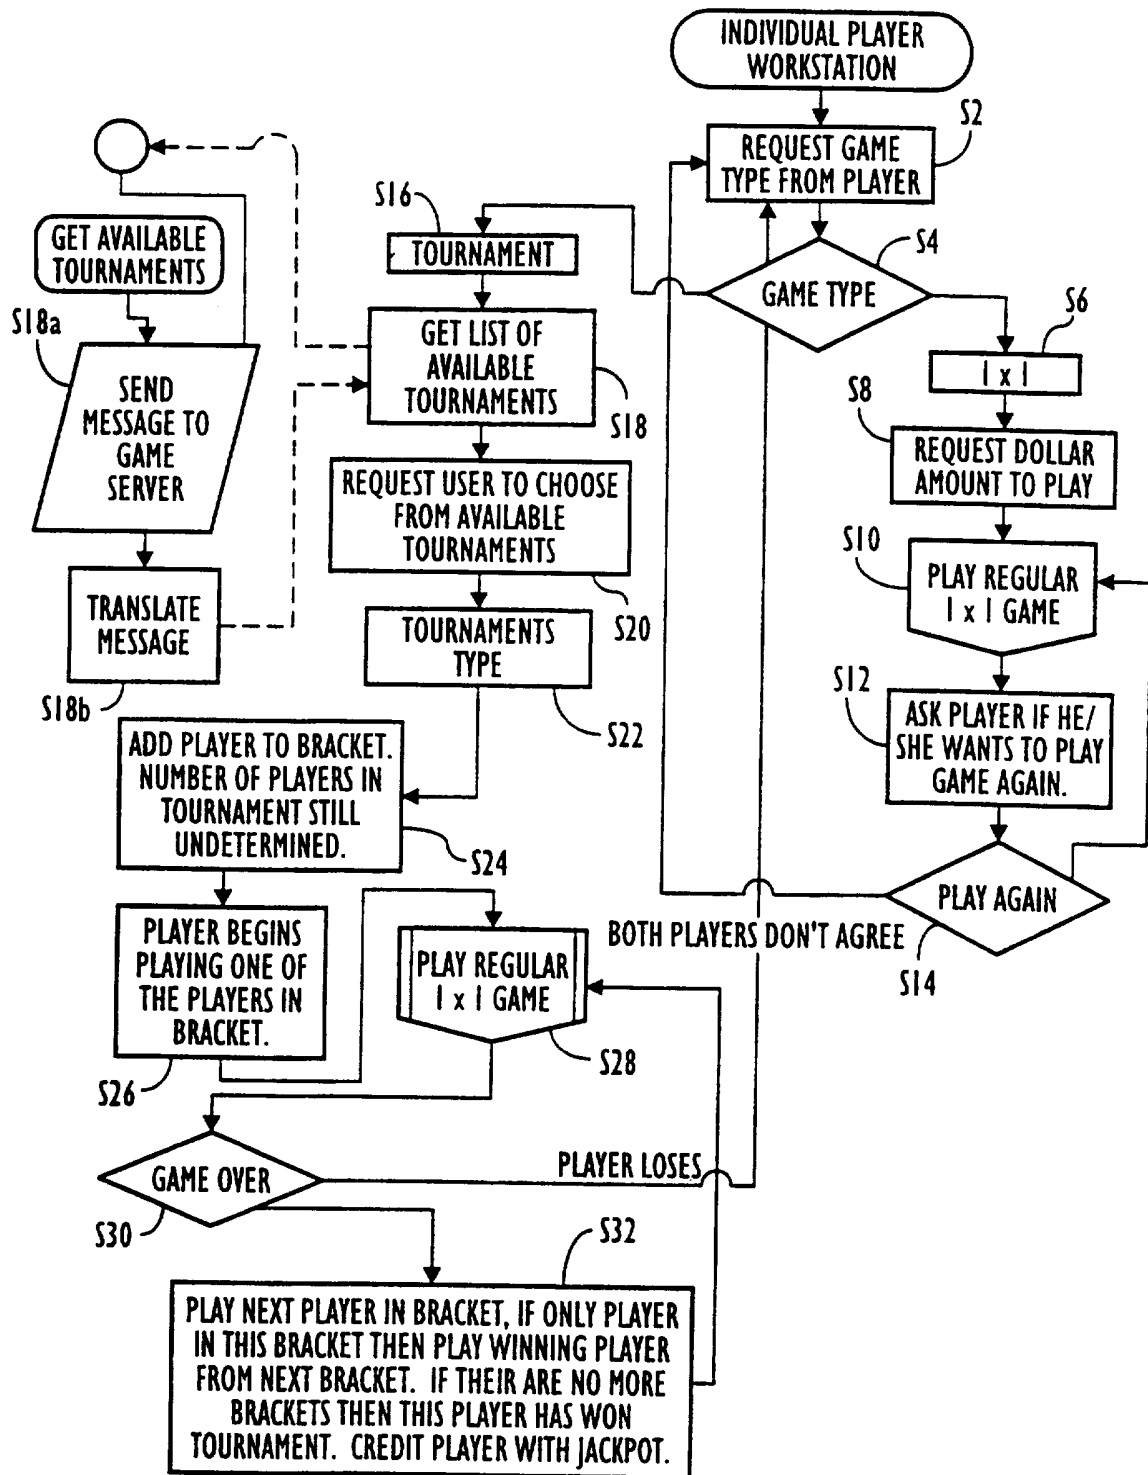 INDIVIDUAL PLAYER
WORKSTATION
S2
REQUEST GAME
TYPE FROM PLAYER
S16
TOURNAMENT
S4
GAME TYPE
GET AVAILABLE
TOURNAMENTS
S18a
SEND
MESSAGE TO
GAME
SERVER
GET LIST OF
AVAILABLE
TOURNAMENTS
S18
S6
1 x 1
S8
REQUEST DOLLAR
AMOUNT TO PLAY
REQUEST USER TO CHOOSE
FROM AVAILABLE
TOURNAMENTS
S20
S10
PLAY REGULAR
1 x 1 GAME
TRANSLATE
MESSAGE
S18b
TOURNAMENTS
TYPE
S22
S12
ASK PLAYER IF HE/
SHE WANTS TO PLAY
GAME AGAIN.
ADD PLAYER TO BRACKET.
NUMBER OF PLAYERS IN
TOURNAMENT STILL
UNDETERMINED.
S24
PLAY AGAIN
S14
BOTH PLAYERS DON'T AGREE
PLAYER BEGINS
PLAYING ONE OF
THE PLAYERS IN
BRACKET.
S26
PLAY REGULAR
1 x 1 GAME
S28
GAME OVER
S30
PLAYER LOSES
S32
PLAY NEXT PLAYER IN BRACKET, IF ONLY PLAYER
IN THIS BRACKET THEN PLAY WINNING PLAYER
FROM NEXT BRACKET. IF THEIR ARE NO MORE
BRACKETS THEN THIS PLAYER HAS WON
TOURNAMENT. CREDIT PLAYER WITH JACKPOT.